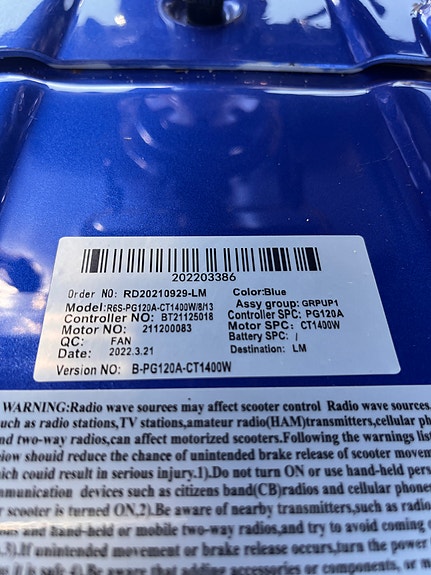 202203386
Order NO: RD20210929-LM Color:Blue
Model:R6S-PG120A-CT1400W/8/13 Assy group: GRPUP1
Controller NO: BT21125018 Controller SPC: PG120A
Motor NO: 211200083 Motor SPC: CT1400W
QC: FAN Battery SPC: /
Date: 2022.3.21 Destination: LM
Version NO: B-PG120A-CT1400W
WARNING:Radio wave sources may affect scooter control Radio wave sources
such as radio stations,TV stations,amateur radio(HAM)transmitters,cellular
and two-way radios,can affect motorized scooters.Following the warnings
below should reduce the chance of unintended brake release of scooter
which could result in serious injury.1).Do not turn ON or use hand-held
communication devices such as citizens band(CB)radios and cellular
scooter is turned ON.2).Be aware of nearby transmitters,such as radio
and hand-held or mobile two-way radios,and try to avoid coming
3).If unintended movement or brake release occurs,turn the power
as it is safe.4).Be aware that adding accessories or components, or